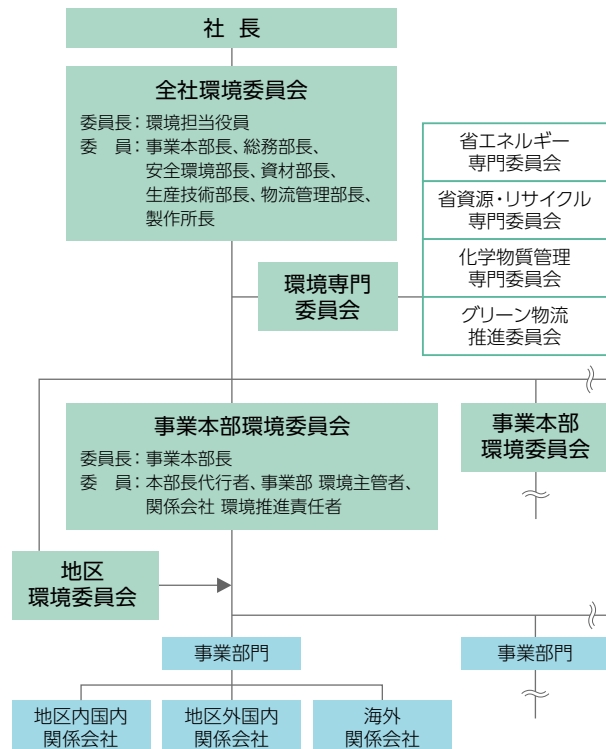 社 長
全社環境委員会
委員長：環境担当役員
委　員：事業本部長、総務部長、
安全環境部長、資材部長、
生産技術部長、物流管理部長、
製作所長
省エネルギー
専門委員会
省資源・リサイクル
専門委員会
化学物質管理
専門委員会
グリーン物流
推進委員会
環境専門
委員会
事業本部環境委員会
委員長：事業本部長
委　員：本部長代行者、事業部 環境主管者、
関係会社 環境推進責任者
事業本部
環境委員会
地区
環境委員会
事業部門
事業部門
地区内国内
関係会社
地区外国内
関係会社
海外
関係会社